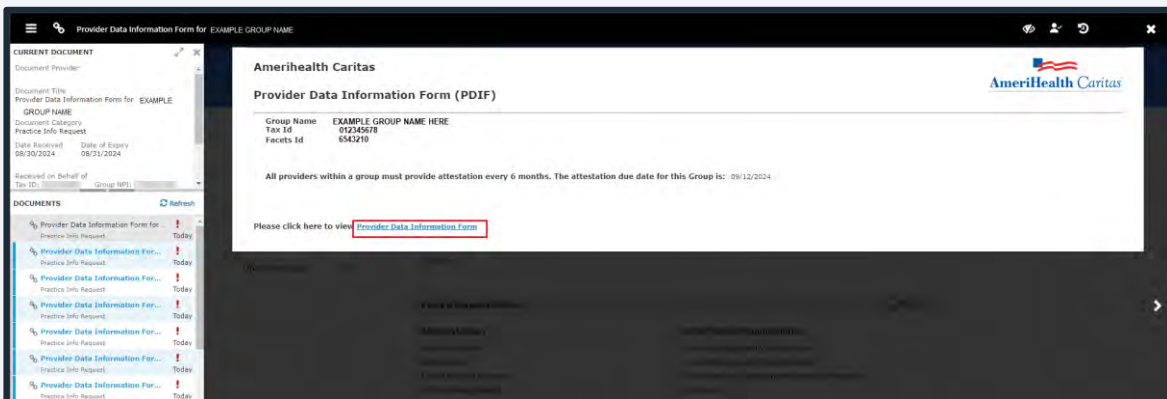 Provider Data Information Form for EXAMPLE GROUP NAME
CURRENT DOCUMENT
Document Provider
Document Title
Provider Data Information Form for EXAMPLE
GROUP NAME
Document Category
Practice Info Request
Date Received Date of Expiry
08/30/2024 08/31/2024
Received on Behalf of
Tax ID: Group NPI:
DOCUMENTS Refresh
Provider Data Information Form for ...
Practice Info Request Today
Provider Data Information For...
Practice Info Request Today
Provider Data Information For...
Practice Info Request Today
Provider Data Information For...
Practice Info Request Today
Provider Data Information For...
Practice Info Request Today
Provider Data Information For...
Practice Info Request Today
Provider Data Information For...
Practice Info Request Today
Amerihealth Caritas
AmeriHealth Caritas
Provider Data Information Form (PDIF)
Group Name EXAMPLE GROUP NAME HERE
Tax Id 012345678
Facets Id 6543210
All providers within a group must provide attestation every 6 months. The attestation due date for this Group is: 09/12/2024
Please click here to view Provider Data Information Form